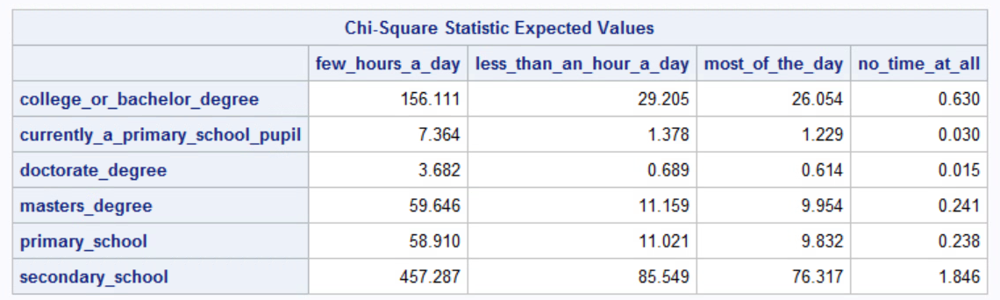 Chi-Square Statistic Expected Values
few_hours_a_day less_than_an_hour_a_day most_of_the_day no_time_at_all
college_or_bachelor_degree 156.111 29.205 26.054 0.630
currently_a_primary_school_pupil 7.364 1.378 1.229 0.030
doctorate_degree 3.682 0.689 0.614 0.015
masters_degree 59.646 11.159 9.954 0.241
primary_school 58.910 11.021 9.832 0.238
secondary_school 457.287 85.549 76.317 1.846